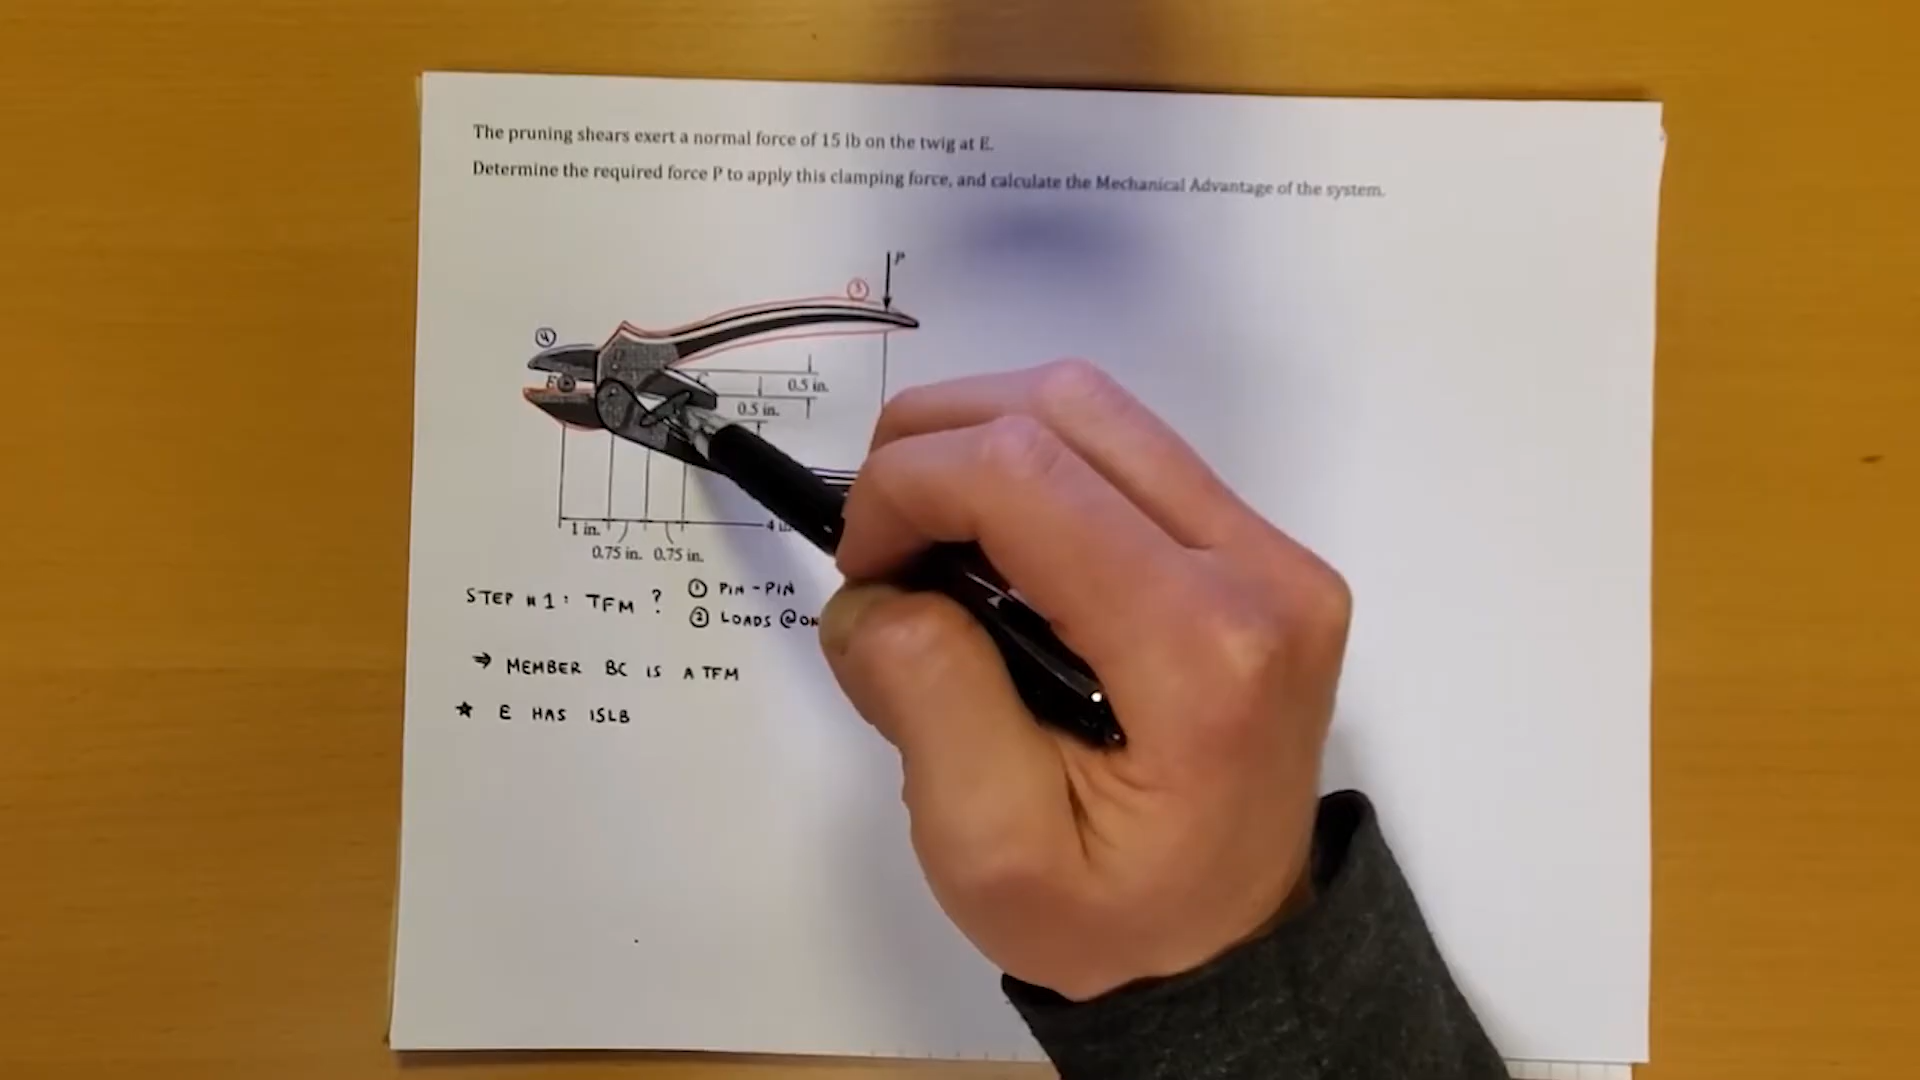 The pruning shears exert a normal force of 15 lb on the twig at E.
Determine the required force P to apply this clamping force, and calculate the Mechanical Advantage of the system.
P
3
4
E
0.5 in.
0.5 in.
1 in.
4
0.75 in. 0.75 in.
STEP # 1: TFM ? ① PIN - PIN
② LOADS @
⇒ MEMBER BC IS A TFM
★ E HAS 15LB